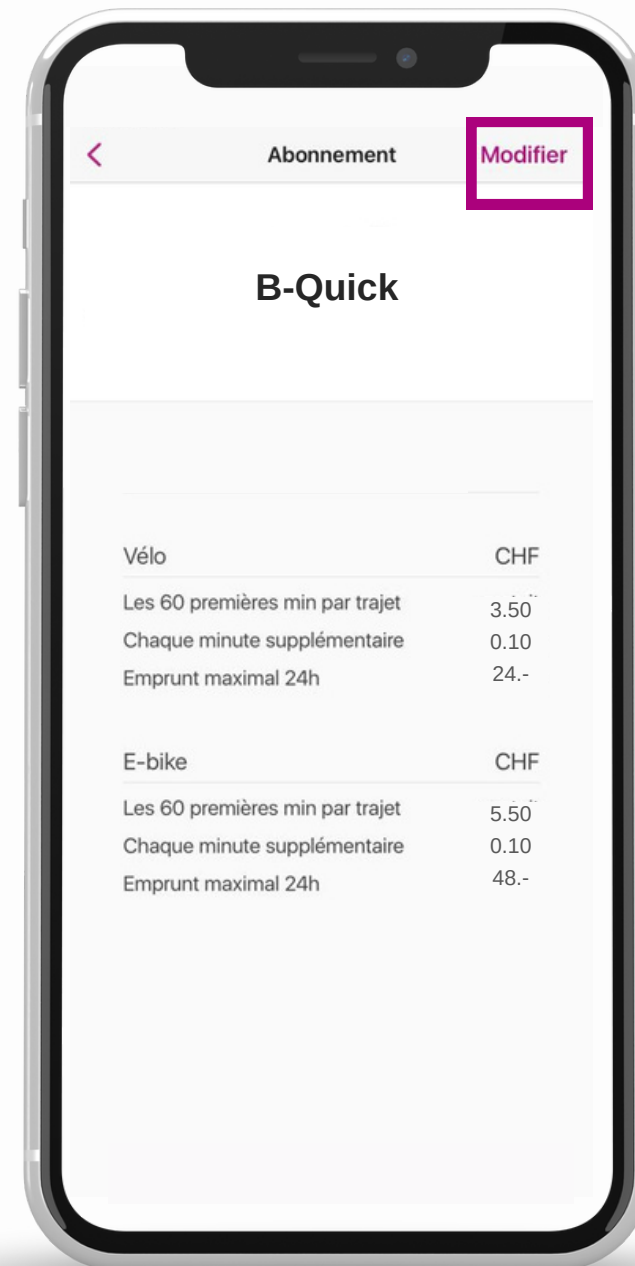 Abonnement Modifier
B-Quick
Vélo CHF
Les 60 premières min par trajet 3.50
Chaque minute supplémentaire 0.10
Emprunt maximal 24h 24.-
E-bike CHF
Les 60 premières min par trajet 5.50
Chaque minute supplémentaire 0.10
Emprunt maximal 24h 48.-